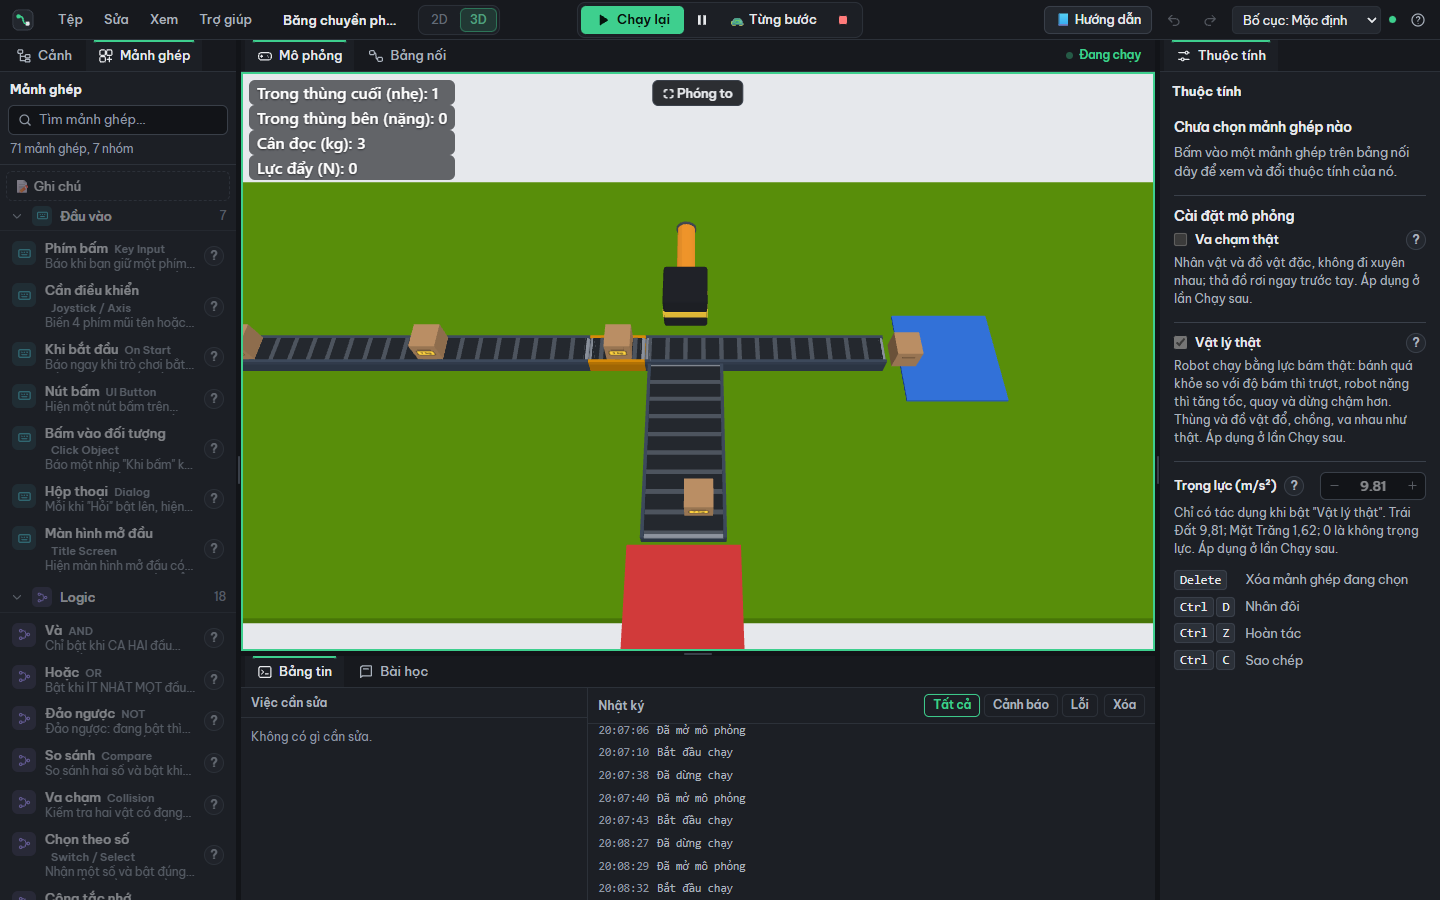 Tệp
Sửa
Xem
Trợ giúp
Băng chuyền ph...
2D
3D
Chạy lại
Từng bước
Hướng dẫn
Bố cục: Mặc định
Cảnh
Mảnh ghép
Mảnh ghép
Tìm mảnh ghép...
71 mảnh ghép, 7 nhóm
Ghi chú
Đầu vào 7
Phím bấm Key Input
Báo khi bạn giữ một phím...
Cần điều khiển
Joystick / Axis
Biến 4 phím mũi tên hoặc...
Khi bắt đầu On Start
Báo ngay khi trò chơi bắt...
Nút bấm UI Button
Hiện một nút bấm trên...
Bấm vào đối tượng
Click Object
Báo một nhịp "Khi bấm" k...
Hộp thoại Dialog
Mỗi khi "Hỏi" bật lên, hiện...
Màn hình mở đầu
Title Screen
Hiện màn hình mở đầu có...
Logic 18
Và AND
Chỉ bật khi CẢ HAI đầu...
Hoặc OR
Bật khi ÍT NHẤT MỘT đầu...
Đảo ngược NOT
Đảo ngược: đang bật thì...
So sánh Compare
So sánh hai số và bật khi...
Va chạm Collision
Kiểm tra hai vật có đang...
Chọn theo số
Switch / Select
Nhận một số và bật đúng...
Công tắc nhớ
Mô phỏng
Bảng nối
Đang chạy
Trong thùng cuối (nhẹ): 1
Trong thùng bên (nặng): 0
Cân đọc (kg): 3
Lực đẩy (N): 0
Phóng to
Bảng tin
Bài học
Việc cần sửa
Không có gì cần sửa.
Nhật ký
Tất cả
Cảnh báo
Lỗi
Xóa
20:07:06 Đã mở mô phỏng
20:07:10 Bắt đầu chạy
20:07:38 Đã dừng chạy
20:07:40 Đã mở mô phỏng
20:07:43 Bắt đầu chạy
20:08:27 Đã dừng chạy
20:08:29 Đã mở mô phỏng
20:08:32 Bắt đầu chạy
Thuộc tính
Thuộc tính
Chưa chọn mảnh ghép nào
Bấm vào một mảnh ghép trên bảng nối
dây để xem và đổi thuộc tính của nó.
Cài đặt mô phỏng
Va chạm thật ?
Nhân vật và đồ vật đặc, không đi xuyên
nhau; thả đồ rơi ngay trước tay. Áp dụng ở
lần Chạy sau.
Vật lý thật ?
Robot chạy bằng lực bám thật: bánh quá
khỏe so với độ bám thì trượt, robot nặng
thì tăng tốc, quay và dừng chậm hơn.
Thùng và đồ vật đổ, chồng, va nhau như
thật. Áp dụng ở lần Chạy sau.
Trọng lực (m/s²) ? − 9.81 +
Chỉ có tác dụng khi bật "Vật lý thật". Trái
Đất 9,81; Mặt Trăng 1,62; 0 là không trọng
lực. Áp dụng ở lần Chạy sau.
Delete Xóa mảnh ghép đang chọn
Ctrl D Nhân đôi
Ctrl Z Hoàn tác
Ctrl C Sao chép